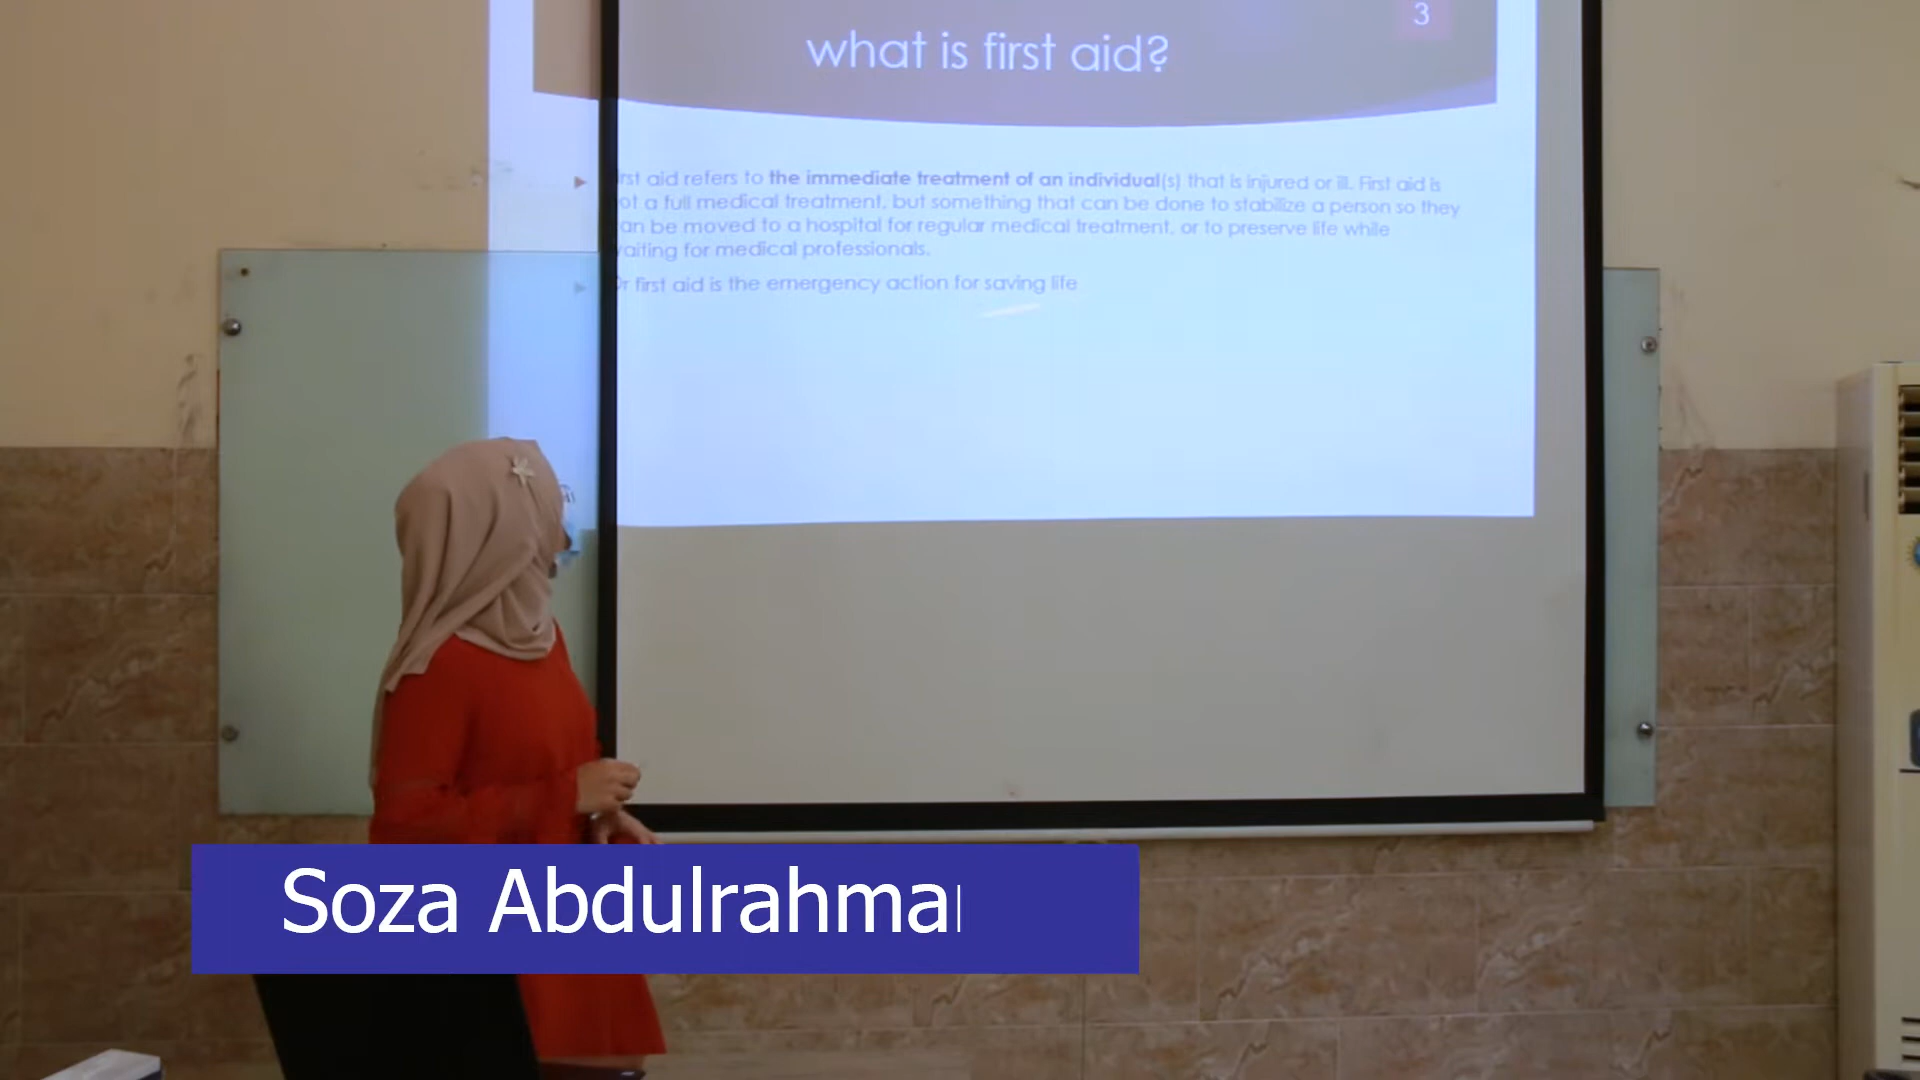 3
what is first aid?
rst aid refers to the immediate treatment of an individual(s) that is injured or ill. First aid is
ot a full medical treatment, but something that can be done to stabilize a person so they
an be moved to a hospital for regular medical treatment, or to preserve life while
aiting for medical professionals.
r first aid is the emergency action for saving life
Soza Abdulrahma